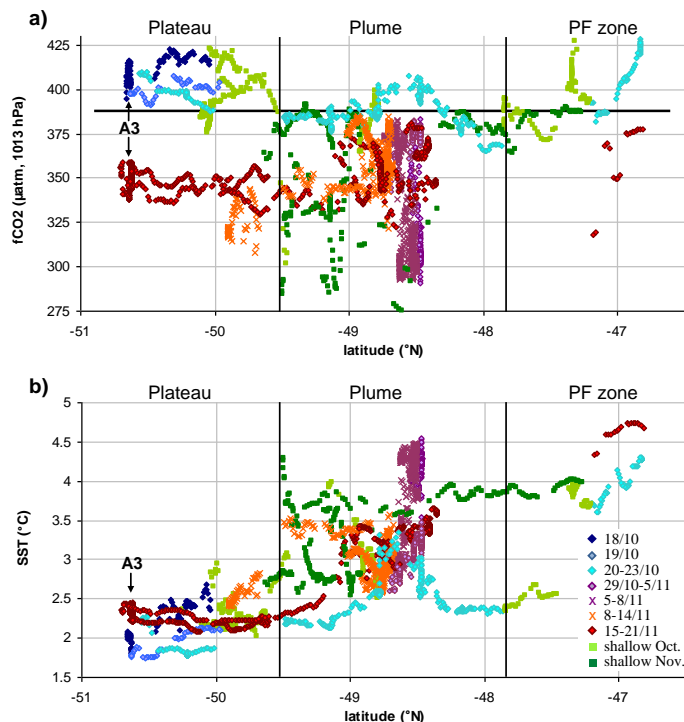 a)
Plateau Plume PF zone
425
400
375
350
325
300
275
A3
fCO2 (µatm, 1013 hPa)
-51 -50 -49 -48 -47
latitude (°N)
b)
Plateau Plume PF zone
5
4.5
4
3.5
3
2.5
2
1.5
A3
SST (°C)
18/10
19/10
20-23/10
29/10-5/11
5-8/11
8-14/11
15-21/11
shallow Oct.
shallow Nov.
-51 -50 -49 -48 -47
latitude (°N)